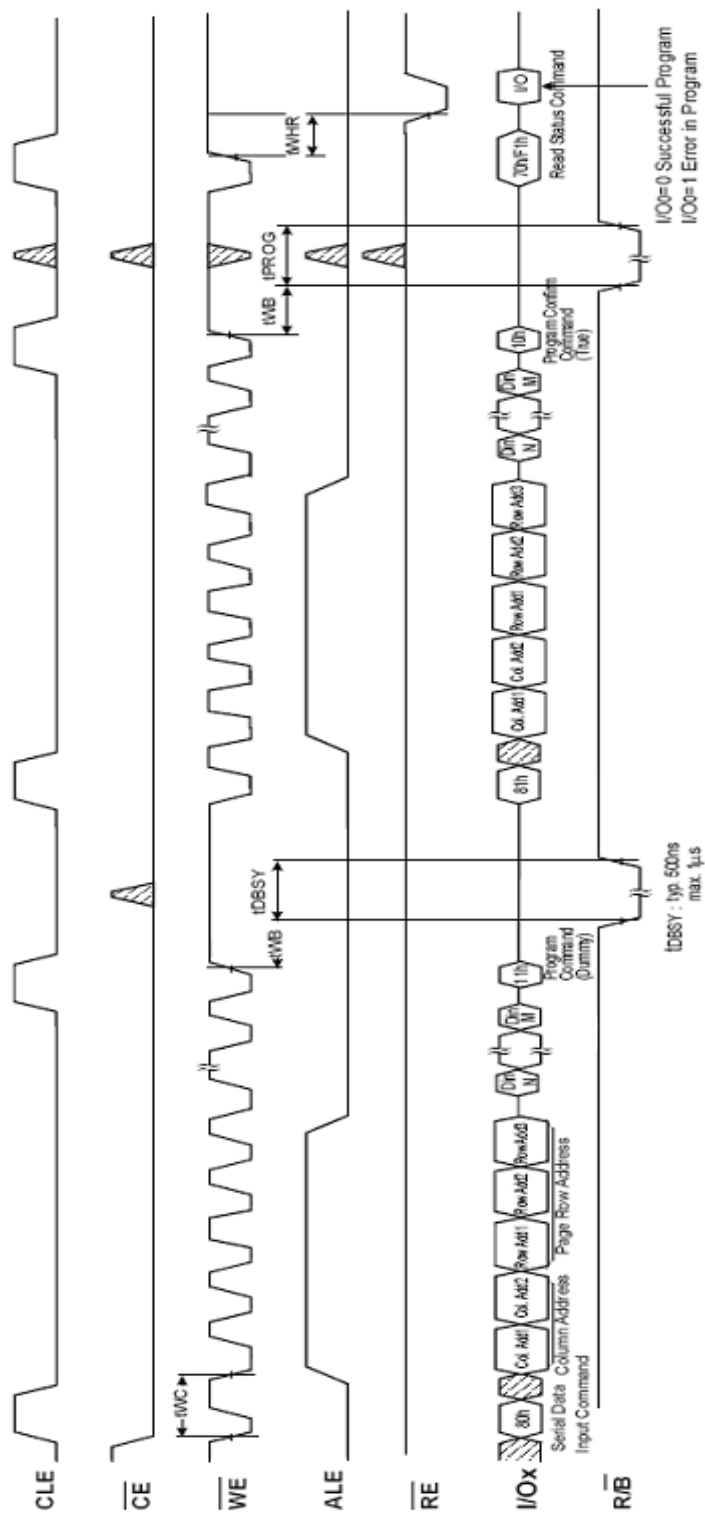 CLE
CE
WE
ALE
RE
I/Ox
R/B
tWC
tWB
tDBSY
tWB
tPROG
tWHR
80h
Col. Add1
Col. Add2
Row Add1
Row Add2
Row Add3
Din
N
Din
M
11h
81h
Col. Add1
Col. Add2
Row Add1
Row Add2
Row Add3
Din
N
Din
M
10h
70h/F1h
I/O
Serial Data
Input Command
Column Address
Page Row Address
Program
Command
(Dummy)
Program Confirm
Command
(True)
Read Status Command
tDBSY : typ. 500ns
max. 1µs
I/O0=0 Successful Program
I/O0=1 Error in Program